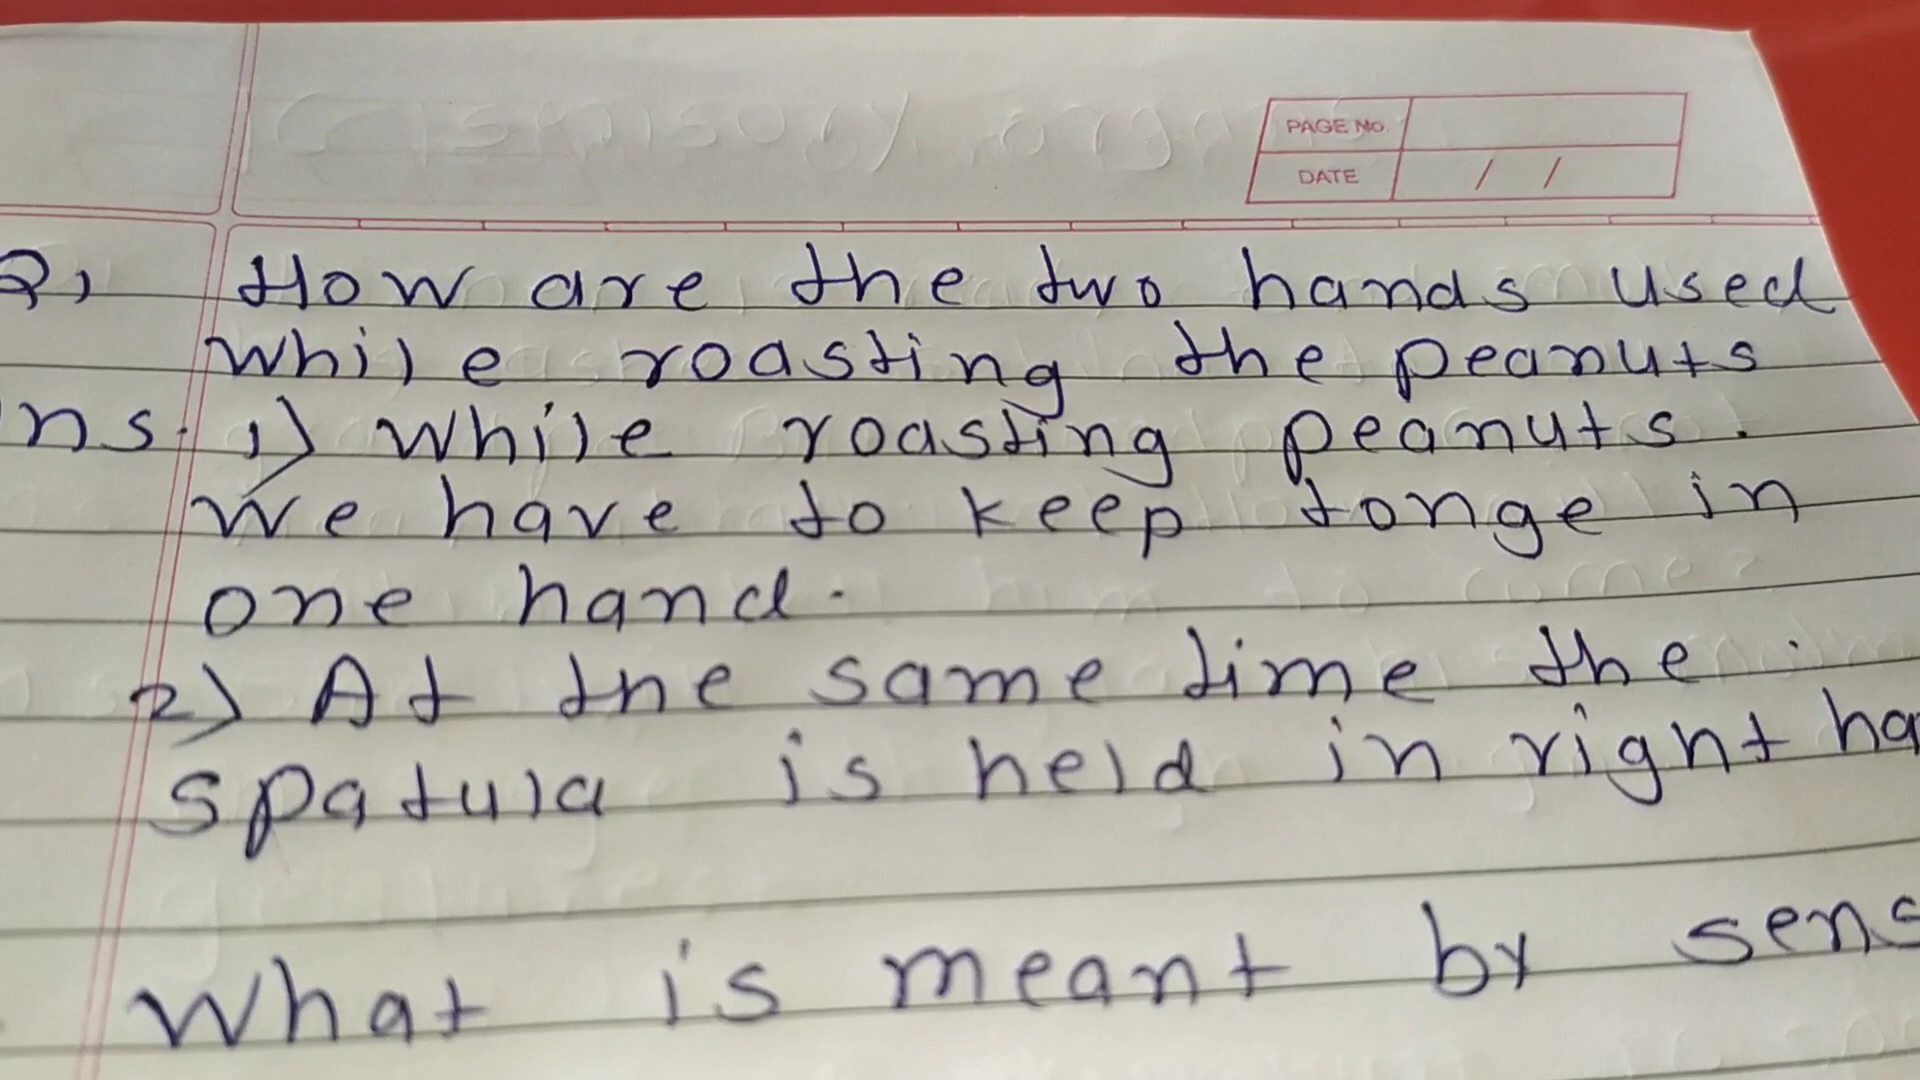 PAGE No.
DATE / /
Q, How are the two hands used
while roasting the peanuts
ns. 1) While roasting peanuts.
We have to keep tonge in
one hand.
2) At the same time the
spatula is held in right ha
What is meant by sens